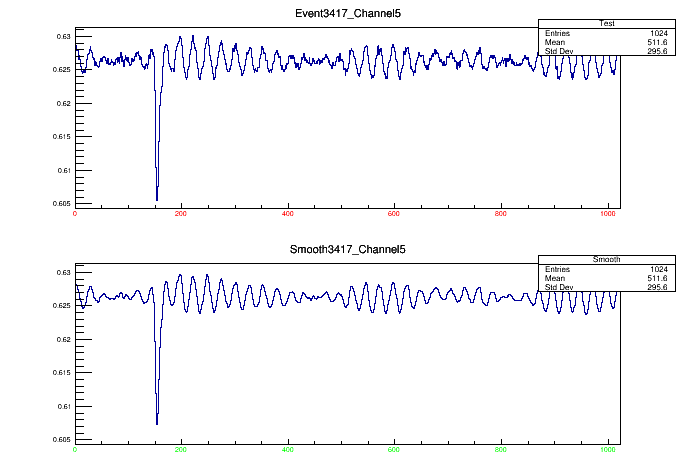 Event3417_Channel5
Test
Entries 1024
Mean 511.6
Std Dev 295.6
0.63
0.625
0.62
0.615
0.61
0.605
0 200 400 600 800 1000
Smooth3417_Channel5
Smooth
Entries 1024
Mean 511.6
Std Dev 295.6
0.63
0.625
0.62
0.615
0.61
0.605
0 200 400 600 800 1000